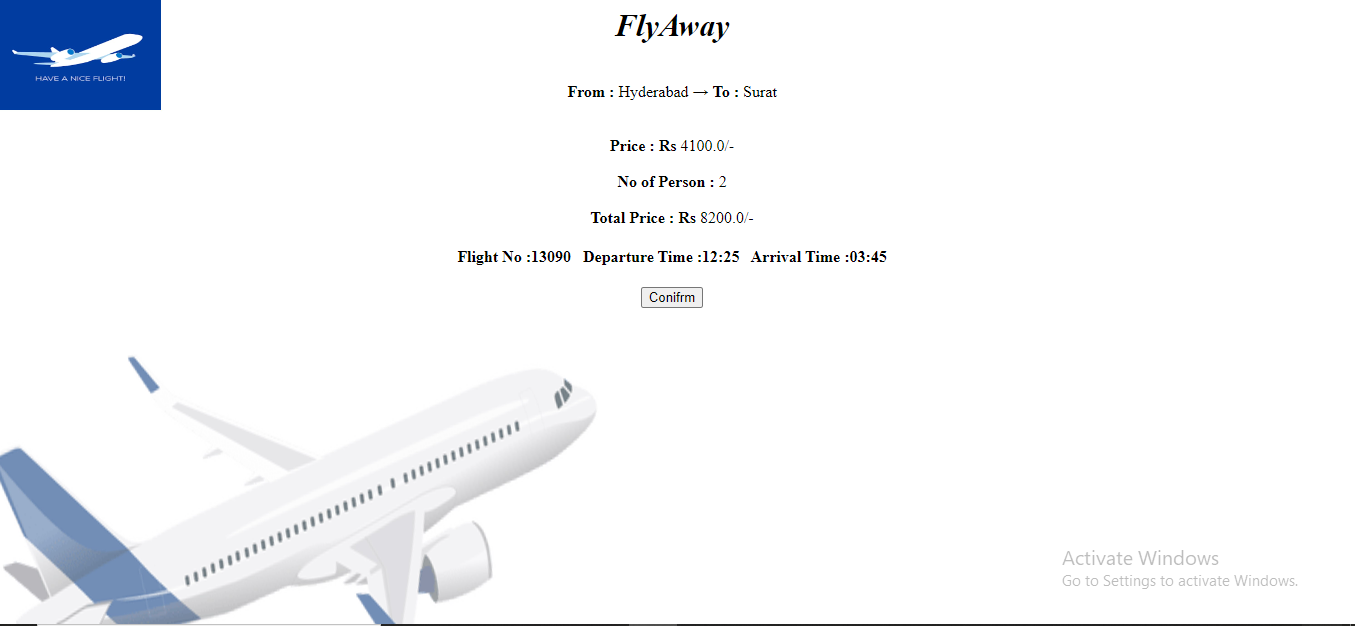 FlyAway
HAVE A NICE FLIGHT!
From : Hyderabad → To : Surat
Price : Rs 4100.0/-
No of Person : 2
Total Price : Rs 8200.0/-
Flight No :13090 Departure Time :12:25 Arrival Time :03:45
Conifrm
Activate Windows
Go to Settings to activate Windows.